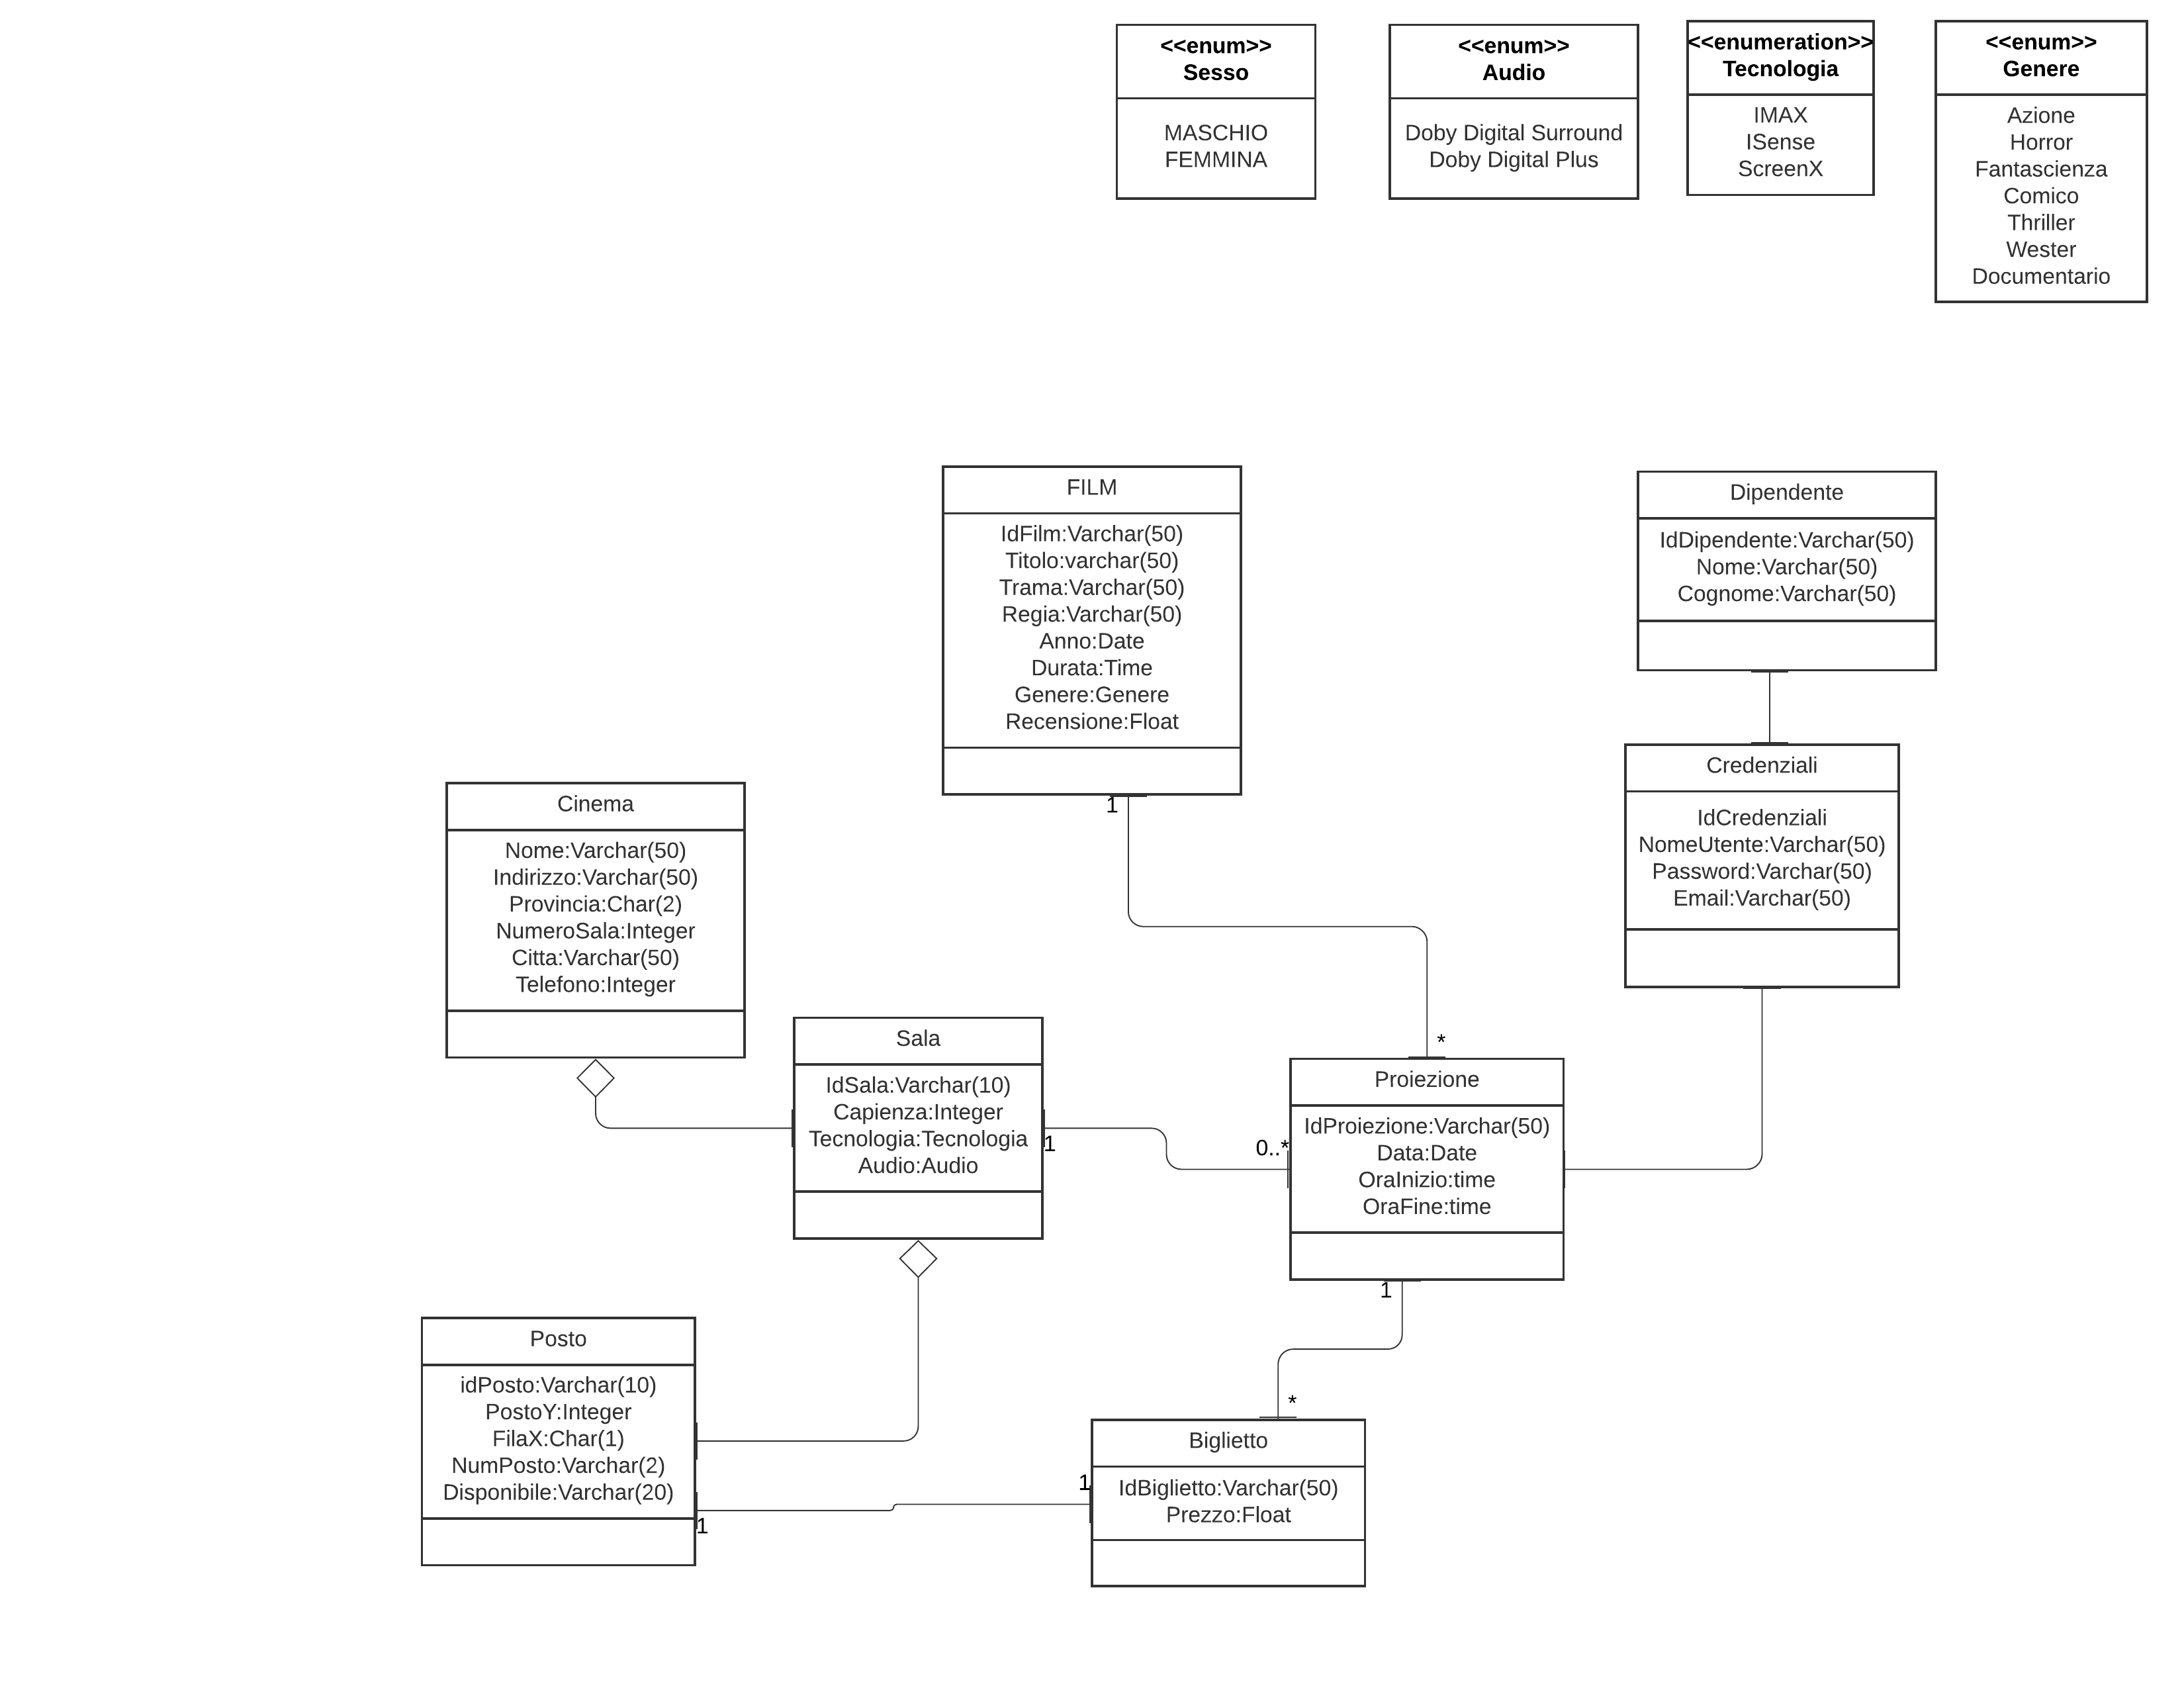 <<enum>>
Sesso
MASCHIO
FEMMINA
<<enum>>
Audio
Doby Digital Surround
Doby Digital Plus
<<enumeration>>
Tecnologia
IMAX
ISense
ScreenX
<<enum>>
Genere
Azione
Horror
Fantascienza
Comico
Thriller
Wester
Documentario
FILM
IdFilm:Varchar(50)
Titolo:varchar(50)
Trama:Varchar(50)
Regia:Varchar(50)
Anno:Date
Durata:Time
Genere:Genere
Recensione:Float
1
Dipendente
IdDipendente:Varchar(50)
Nome:Varchar(50)
Cognome:Varchar(50)
Credenziali
IdCredenziali
NomeUtente:Varchar(50)
Password:Varchar(50)
Email:Varchar(50)
Cinema
Nome:Varchar(50)
Indirizzo:Varchar(50)
Provincia:Char(2)
NumeroSala:Integer
Citta:Varchar(50)
Telefono:Integer
Sala
IdSala:Varchar(10)
Capienza:Integer
Tecnologia:Tecnologia
Audio:Audio
1
0..*
*
Proiezione
IdProiezione:Varchar(50)
Data:Date
OraInizio:time
OraFine:time
1
*
Posto
idPosto:Varchar(10)
PostoY:Integer
FilaX:Char(1)
NumPosto:Varchar(2)
Disponibile:Varchar(20)
1
1
Biglietto
IdBiglietto:Varchar(50)
Prezzo:Float